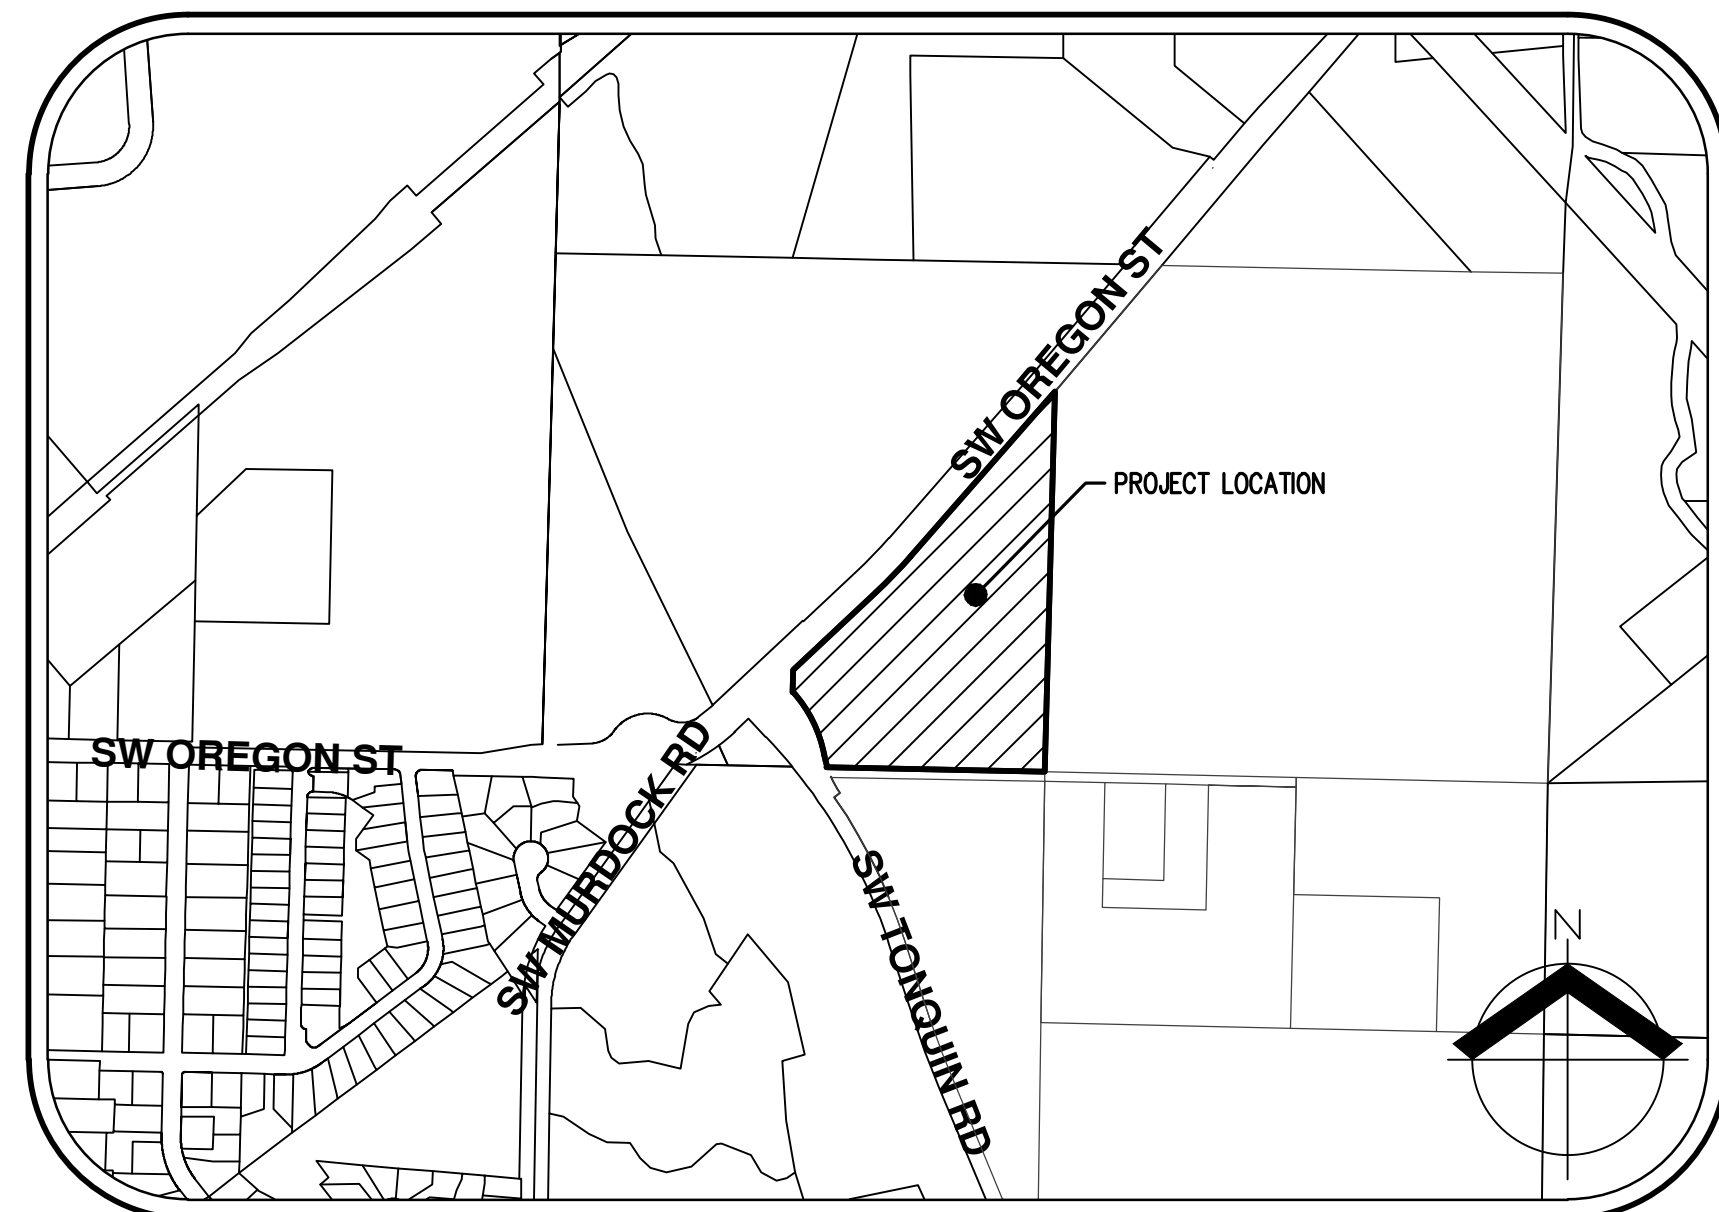 SW OREGON ST
PROJECT LOCATION
SW OREGON ST
SW MURDOCK RD
SW TONQUIN RD
N